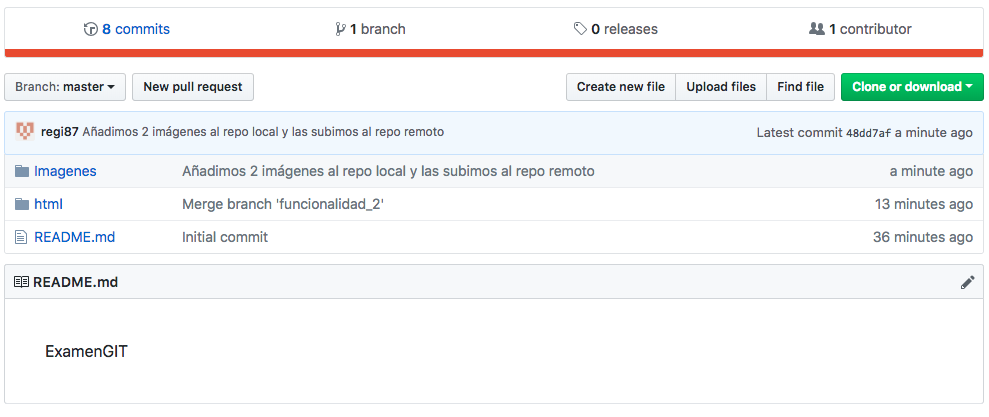 8 commits 1 branch 0 releases 1 contributor
Branch: master New pull request Create new file Upload files Find file Clone or download
regi87 Añadimos 2 imágenes al repo local y las subimos al repo remoto Latest commit 48dd7af a minute ago
Imagenes Añadimos 2 imágenes al repo local y las subimos al repo remoto a minute ago
html Merge branch 'funcionalidad_2' 13 minutes ago
README.md Initial commit 36 minutes ago
README.md
ExamenGIT